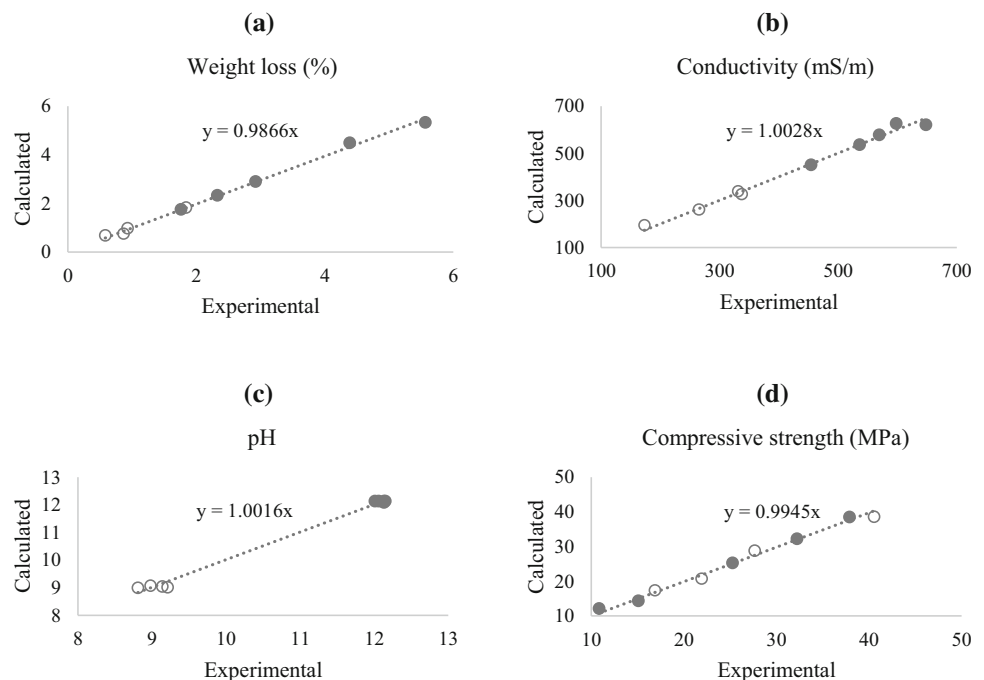 (a)
Weight loss (%)
6
4
2
0
0
2
4
6
y = 0.9866x
Calculated
Experimental
(b)
Conductivity (mS/m)
700
500
300
100
100
300
500
700
y = 1.0028x
Calculated
Experimental
(c)
pH
13
12
11
10
9
8
8
9
10
11
12
13
y = 1.0016x
Calculated
Experimental
(d)
Compressive strength (MPa)
50
40
30
20
10
10
20
30
40
50
y = 0.9945x
Calculated
Experimental